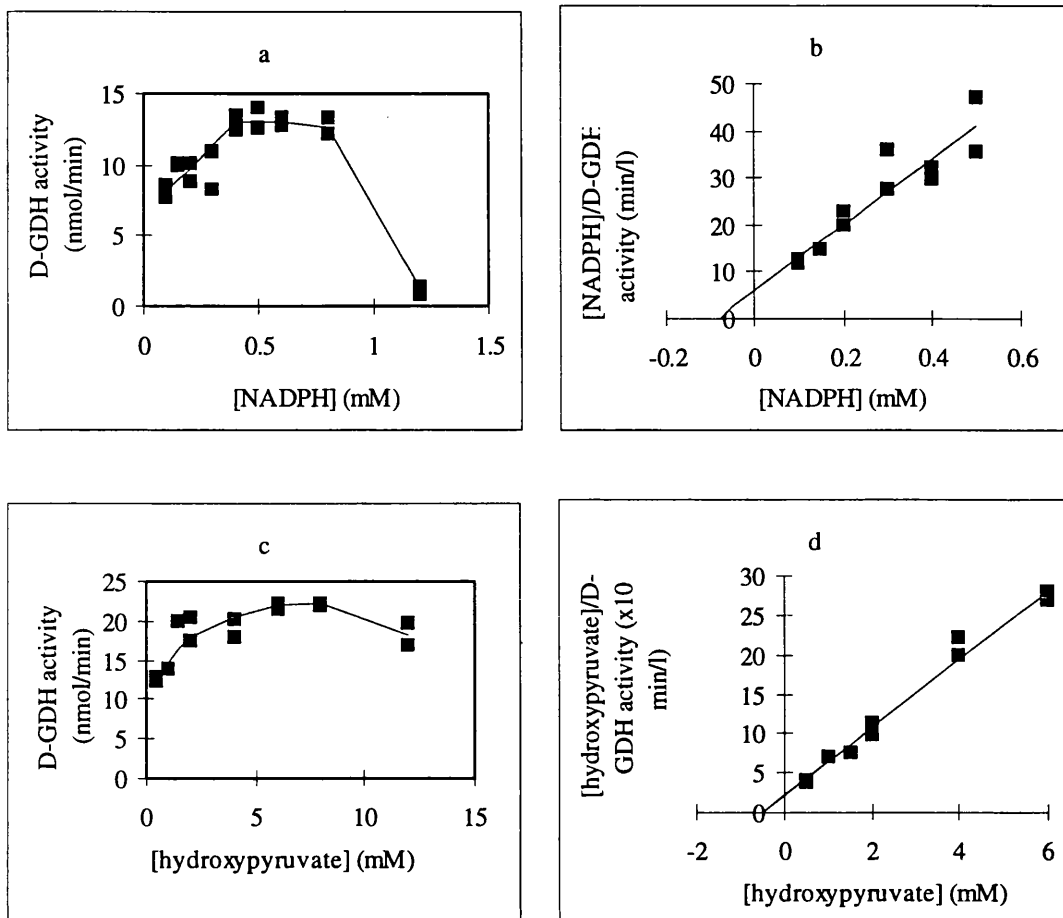 a
D-GDH activity
(nmol/min)
15
10
5
0
0
0.5
1
1.5
[NADPH] (mM)
b
[NADPH]/D-GDH
activity (min/l)
50
40
30
20
10
0
-0.2
0
0.2
0.4
0.6
[NADPH] (mM)
c
D-GDH activity
(nmol/min)
25
20
15
10
5
0
0
5
10
15
[hydroxypyruvate] (mM)
d
[hydroxypyruvate]/D-
GDH activity (x10
min/l)
30
25
20
15
10
5
0
-2
0
2
4
6
[hydroxypyruvate] (mM)